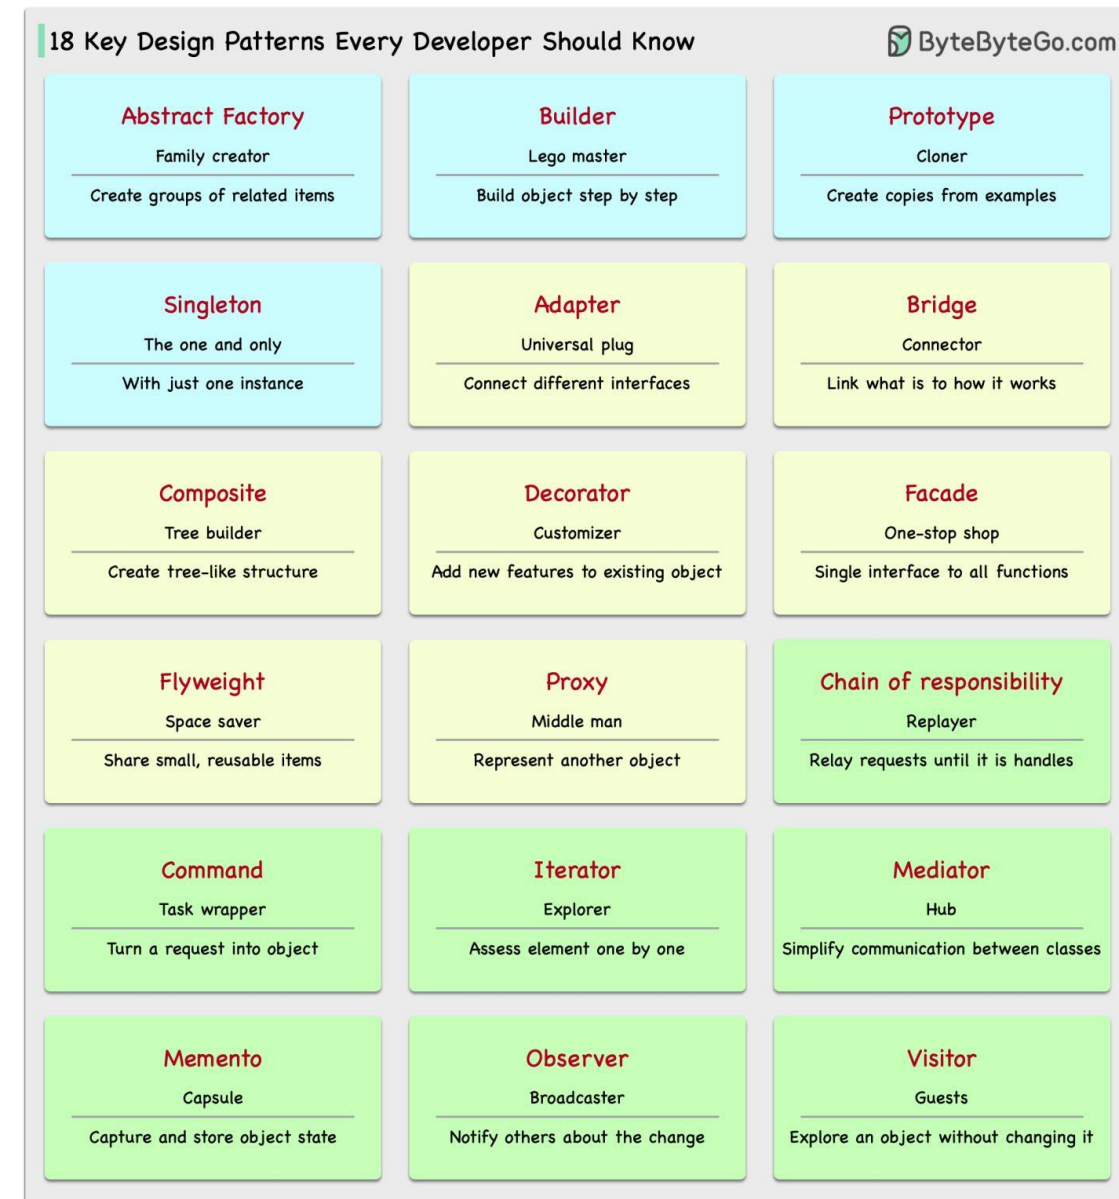 18 Key Design Patterns Every Developer Should Know
ByteByteGo.com
Abstract Factory
Family creator
Create groups of related items
Builder
Lego master
Build object step by step
Prototype
Cloner
Create copies from examples
Singleton
The one and only
With just one instance
Adapter
Universal plug
Connect different interfaces
Bridge
Connector
Link what is to how it works
Composite
Tree builder
Create tree-like structure
Decorator
Customizer
Add new features to existing object
Facade
One-stop shop
Single interface to all functions
Flyweight
Space saver
Share small, reusable items
Proxy
Middle man
Represent another object
Chain of responsibility
Replayer
Relay requests until it is handles
Command
Task wrapper
Turn a request into object
Iterator
Explorer
Assess element one by one
Mediator
Hub
Simplify communication between classes
Memento
Capsule
Capture and store object state
Observer
Broadcaster
Notify others about the change
Visitor
Guests
Explore an object without changing it